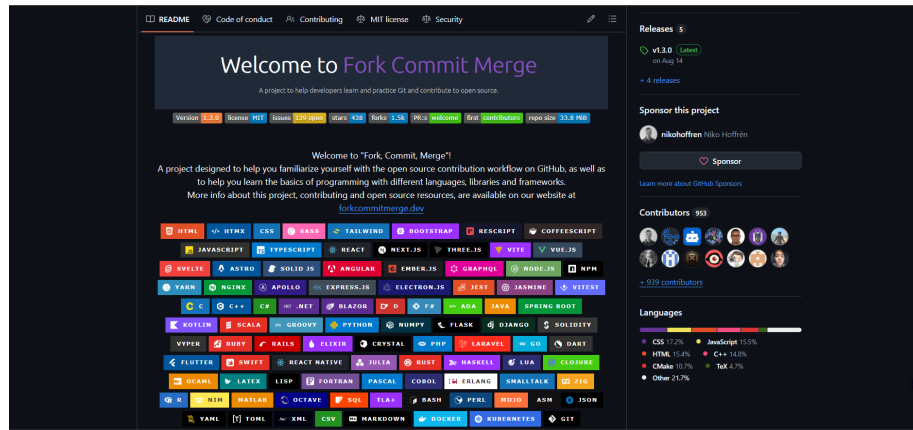 README Code of conduct Contributing MIT license Security
Welcome to Fork Commit Merge
A project to help developers learn and practice Git and contribute to open source.
Version 1.3.0 license MIT issues 139 open stars 438 forks 1.5k PR:s welcome first contributors repo size 33.8 MiB
Welcome to "Fork, Commit, Merge"!
A project designed to help you familiarize yourself with the open source contribution workflow on GitHub, as well as
to help you learn the basics of programming with different languages, libraries and frameworks.
More info about this project, contributing and open source resources, are available on our website at
forkcommitmerge.dev
HTML HTMX CSS SASS TAILWIND BOOTSTRAP RESCRIPT COFFEESCRIPT
JAVASCRIPT TYPESCRIPT REACT NEXT.JS THREE.JS VITE VUE.JS
SVELTE ASTRO SOLID JS ANGULAR EMBER.JS GRAPHQL NODE.JS NPM
YARN NGINX APOLLO EXPRESS.JS ELECTRON.JS JEST JASMINE VITEST
C C++ C# .NET BLAZOR D F# ADA JAVA SPRING BOOT
KOTLIN SCALA GROOVY PYTHON NUMPY FLASK DJANGO SOLIDITY
VYPER RUBY RAILS ELIXIR CRYSTAL PHP LARAVEL GO DART
FLUTTER SWIFT REACT NATIVE JULIA RUST HASKELL LUA CLOJURE
OCAML LATEX LISP FORTRAN PASCAL COBOL ERLANG SMALLTALK ZIG
R NIM MATLAB OCTAVE SQL TLA+ BASH PERL MOJO ASM JSON
YAML TOML XML CSV MARKDOWN DOCKER KUBERNETES GIT
Releases 5
v1.3.0 Latest
on Aug 14
+ 4 releases
Sponsor this project
nikohoffren Niko Hoffrén
Sponsor
Learn more about GitHub Sponsors
Contributors 953
+ 939 contributors
Languages
CSS 17.2% JavaScript 15.5%
HTML 15.4% C++ 14.8%
CMake 10.7% TeX 4.7%
Other 21.7%